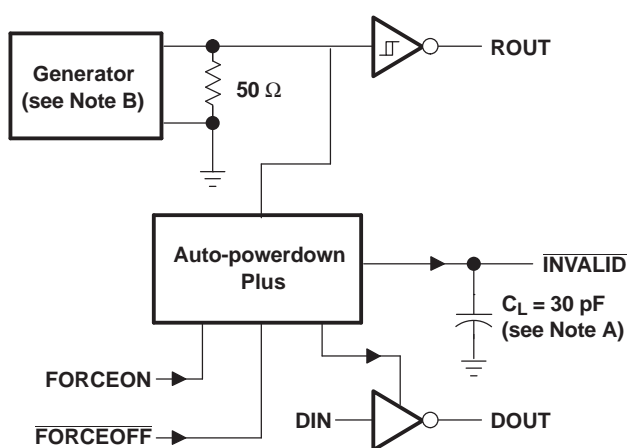 Generator
(see Note B)
50 Ω
ROUT
Auto-powerdown
Plus
INVALID
C_L = 30 pF
(see Note A)
FORCEON
FORCEOFF
DIN
DOUT